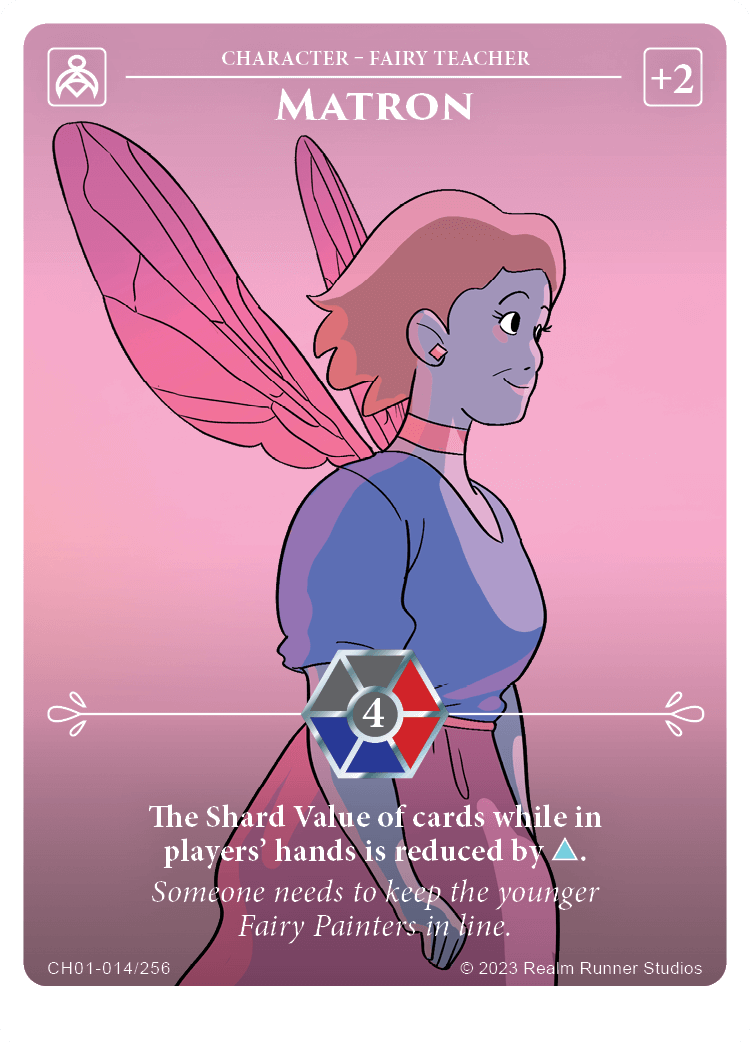 CHARACTER – FAIRY TEACHER
+2
MATRON
4
The Shard Value of cards while in
players’ hands is reduced by .
Someone needs to keep the younger
Fairy Painters in line.
CH01-014/256
© 2023 Realm Runner Studios